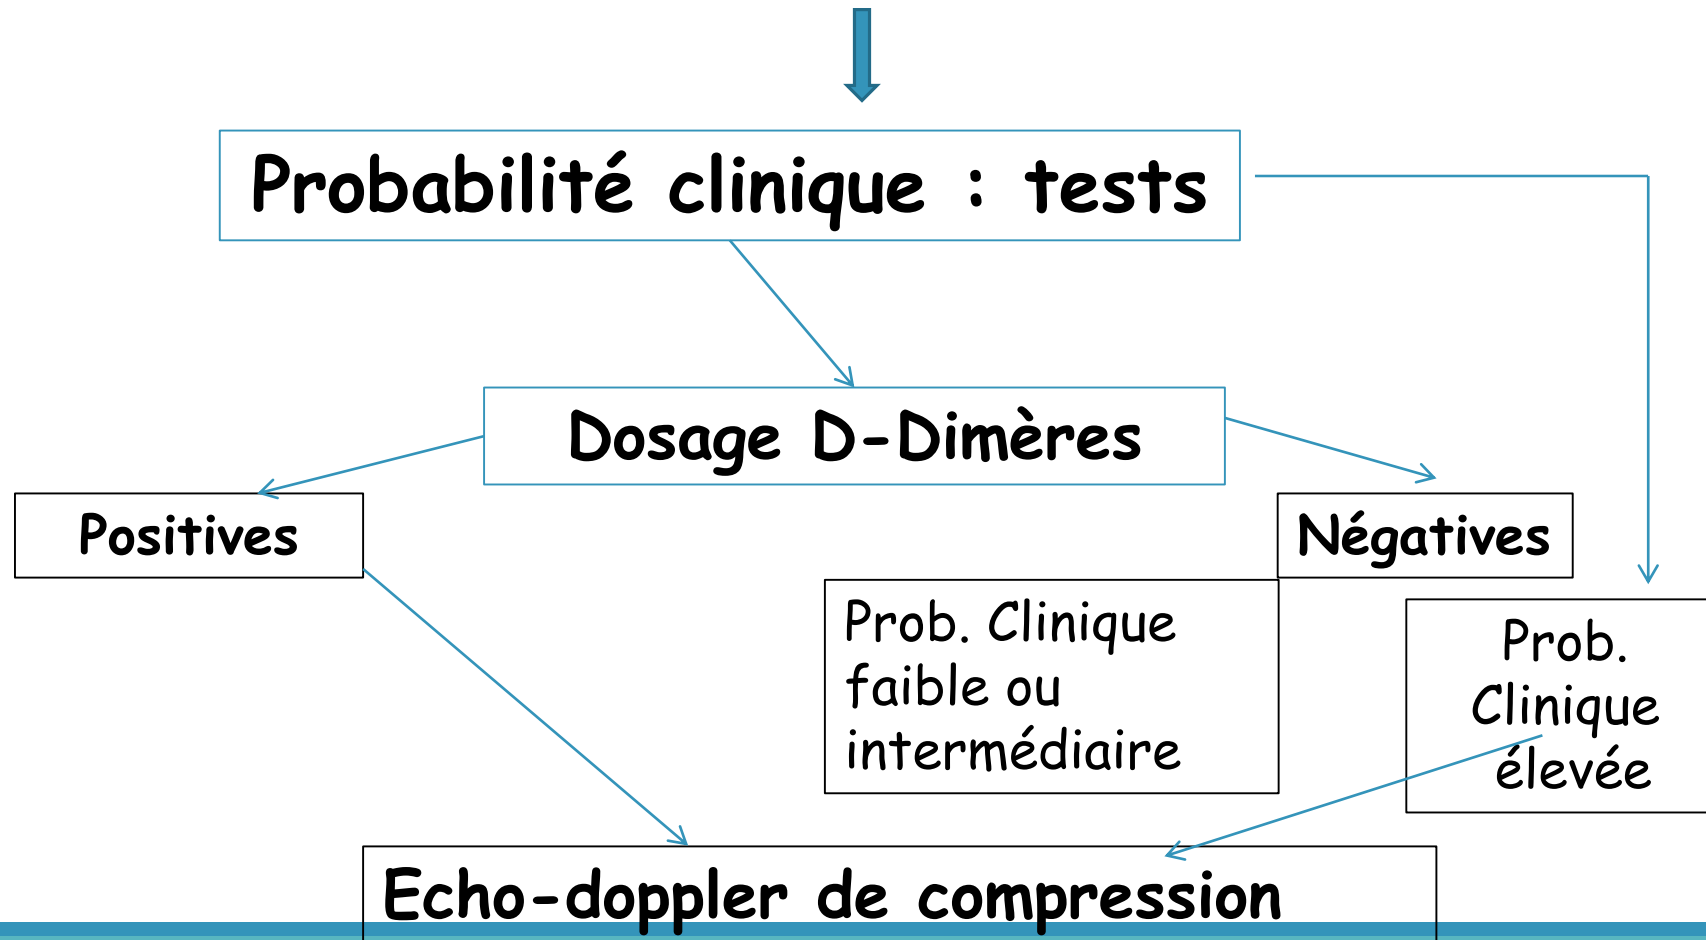 Probabilité clinique : tests
Dosage D-Dimères
Positives
Négatives
Prob. Clinique
faible ou
intermédiaire
Prob.
Clinique
élevée
Echo-doppler de compression